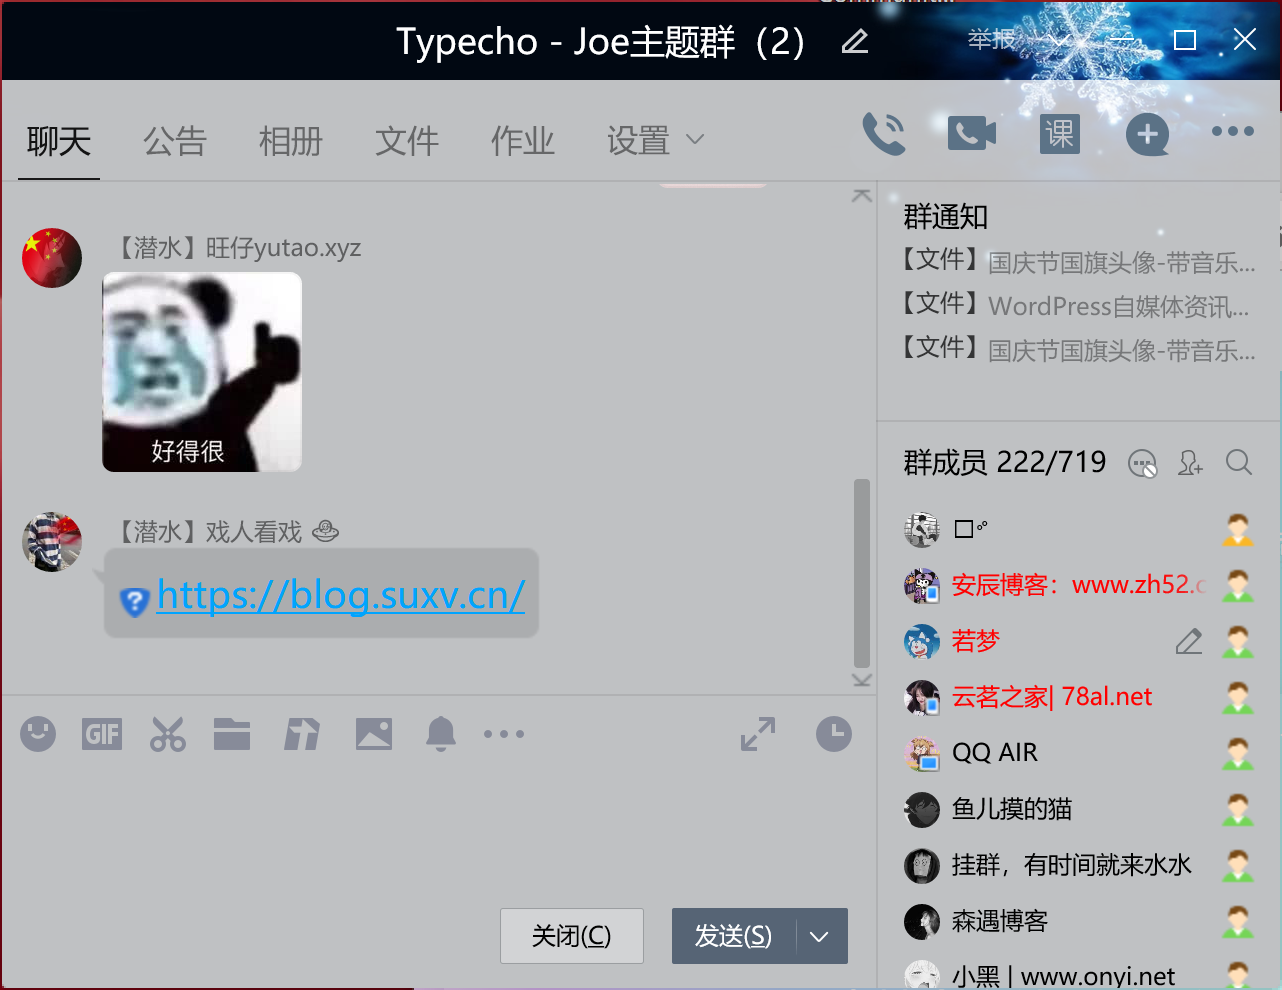 Typecho - Joe主题群（2）
举报
聊天 公告 相册 文件 作业 设置
课
【潜水】旺仔yutao.xyz
好得很
【潜水】戏人看戏
https://blog.suxv.cn/
GIF
关闭(C) 发送(S)
群通知
【文件】国庆节国旗头像-带音乐...
【文件】WordPress自媒体资讯...
【文件】国庆节国旗头像-带音乐...
群成员 222/719
安辰博客：www.zh52.c
若梦
云茗之家| 78al.net
QQ AIR
鱼儿摸的猫
挂群，有时间就来水水
森遇博客
小黑 | www.onyi.net